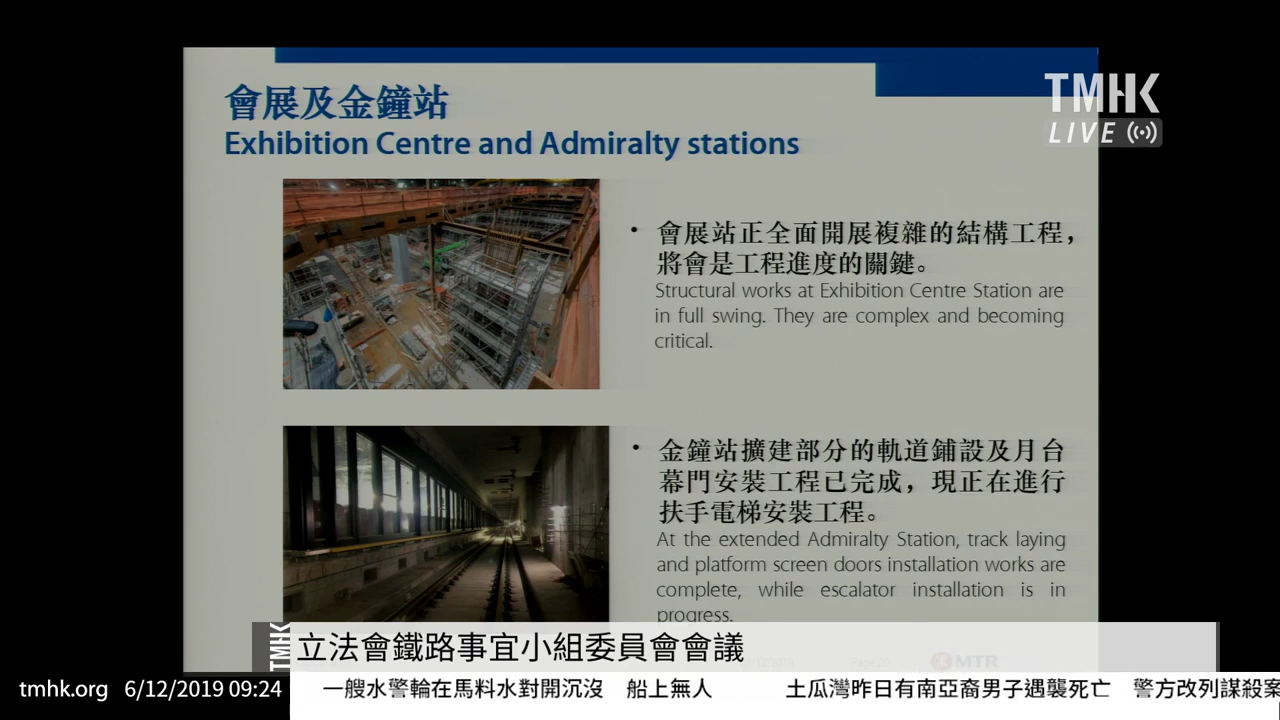 TMHK
LIVE
會展及金鐘站
Exhibition Centre and Admiralty stations
• 會展站正全面開展複雜的結構工程，
將會是工程進度的關鍵。
Structural works at Exhibition Centre Station are
in full swing. They are complex and becoming
critical.
• 金鐘站擴建部分的軌道鋪設及月台
幕門安裝工程已完成，現正在進行
扶手電梯安裝工程。
At the extended Admiralty Station, track laying
and platform screen doors installation works are
complete, while escalator installation is in
progress.
MTR
TMHK
立法會鐵路事宜小組委員會會議
tmhk.org 6/12/2019 09:24
一艘水警輪在馬料水對開沉沒 船上無人 土瓜灣昨日有南亞裔男子遇襲死亡 警方改列謀殺案